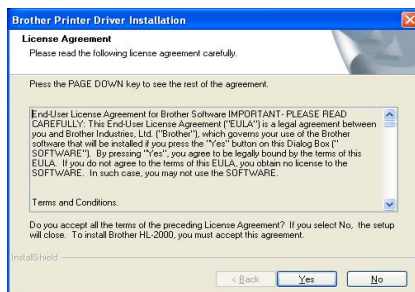 Brother Printer Driver Installation
License Agreement
Please read the following license agreement carefully.
Press the PAGE DOWN key to see the rest of the agreement.
End-User License Agreement for Brother Software IMPORTANT- PLEASE READ
CAREFULLY: This End-User License Agreement ("EULA") is a legal agreement between
you and Brother Industries, Ltd. ("Brother"), which governs your use of the Brother
software that will be installed if you press the "Yes" button on this Dialog Box ("
SOFTWARE"). By pressing "Yes", you agree to be legally bound by the terms of this
EULA. If you do not agree to the terms of this EULA, you obtain no license to the
SOFTWARE. In such case, you may not use the SOFTWARE.
Terms and Conditions.
Do you accept all the terms of the preceding License Agreement? If you select No, the setup
will close. To install Brother HL-2000, you must accept this agreement.
InstallShield
< Back
Yes
No